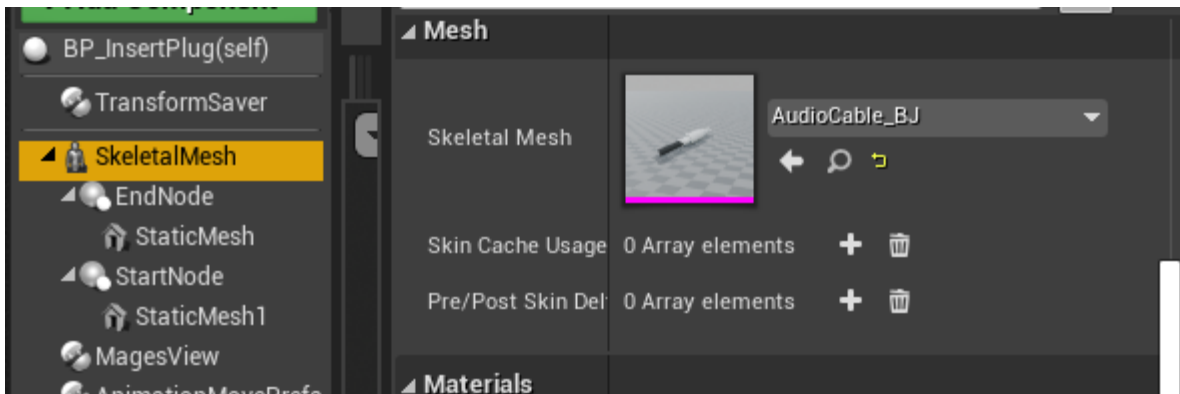 BP_InsertPlug(self)
TransformSaver
SkeletalMesh
EndNode
StaticMesh
StartNode
StaticMesh1
MagesView
Mesh
Skeletal Mesh
AudioCable_BJ
Skin Cache Usage 0 Array elements
Pre/Post Skin Del 0 Array elements
Materials